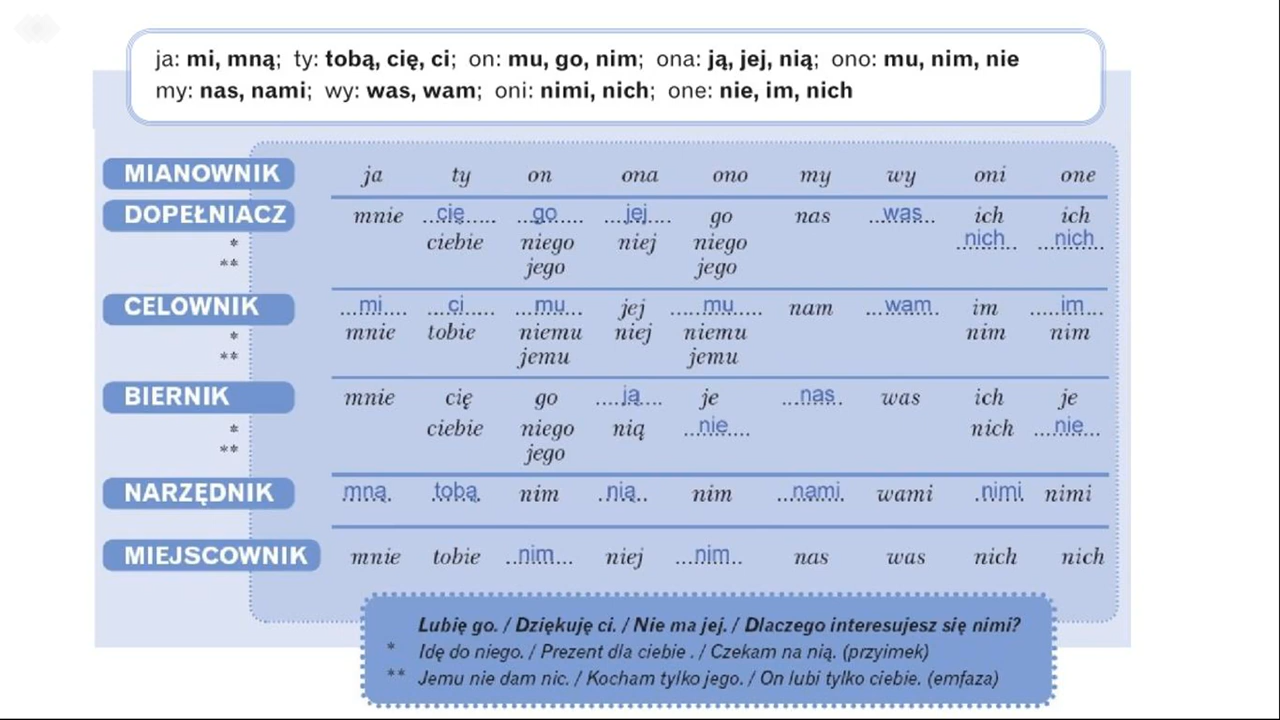 ja: mi, mną; ty: tobą, cię, ci; on: mu, go, nim; ona: ją, jej, nią; ono: mu, nim, nie
my: nas, nami; wy: was, wam; oni: nimi, nich; one: nie, im, nich
MIANOWNIK ja ty on ona ono my wy oni one
DOPEŁNIACZ mnie cię go jej go nas was ich ich
* ciebie niego niej niego nich nich
** jego jego
CELOWNIK mi ci mu jej mu nam wam im im
* mnie tobie niemu niej niemu nim nim
** jemu jemu
BIERNIK mnie cię go ją je nas was ich je
* ciebie niego nią nie nich nie
** jego
NARZĘDNIK mną tobą nim nią nim nami wami nimi nimi
MIEJSCOWNIK mnie tobie nim niej nim nas was nich nich
Lubię go. / Dziękuję ci. / Nie ma jej. / Dlaczego interesujesz się nimi?
* Idę do niego. / Prezent dla ciebie . / Czekam na nią. (przyimek)
** Jemu nie dam nic. / Kocham tylko jego. / On lubi tylko ciebie. (emfaza)